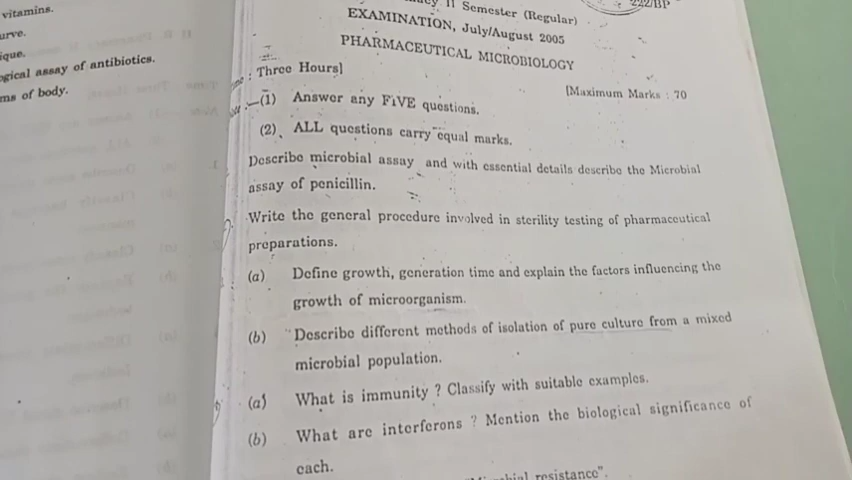 vitamins.
urve.
ique.
ogical assay of antibiotics.
ms of body.
II Semester (Regular)
222/BP
EXAMINATION, July/August 2005
PHARMACEUTICAL MICROBIOLOGY
: Three Hours]
[Maximum Marks : 70
:—(1) Answer any FIVE questions.
(2) ALL questions carry equal marks.
Describe microbial assay and with essential details describe the Microbial
assay of penicillin.
Write the general procedure involved in sterility testing of pharmaceutical
preparations.
(a) Define growth, generation time and explain the factors influencing the
growth of microorganism.
(b) Describe different methods of isolation of pure culture from a mixed
microbial population.
(a) What is immunity ? Classify with suitable examples.
(b) What are interferons ? Mention the biological significance of
each.
resistance".